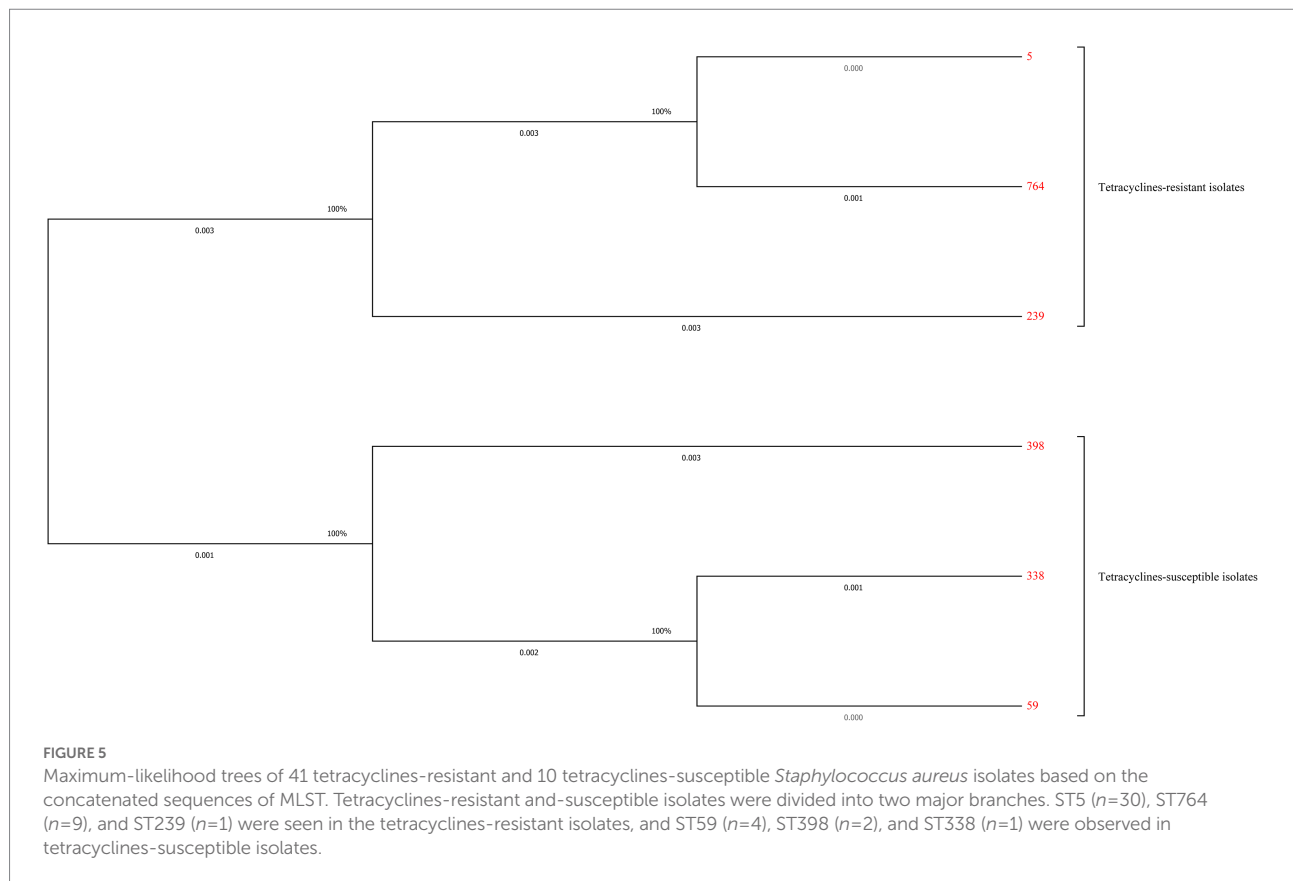 5
0.000
100%
0.003
764
Tetracyclines-resistant isolates
0.001
100%
0.003
239
0.003
398
0.003
100%
0.001
338
Tetracyclines-susceptible isolates
0.001
100%
0.002
59
0.000
FIGURE 5
Maximum-likelihood trees of 41 tetracyclines-resistant and 10 tetracyclines-susceptible Staphylococcus aureus isolates based on the
concatenated sequences of MLST. Tetracyclines-resistant and-susceptible isolates were divided into two major branches. ST5 (n=30), ST764
(n=9), and ST239 (n=1) were seen in the tetracyclines-resistant isolates, and ST59 (n=4), ST398 (n=2), and ST338 (n=1) were observed in
tetracyclines-susceptible isolates.